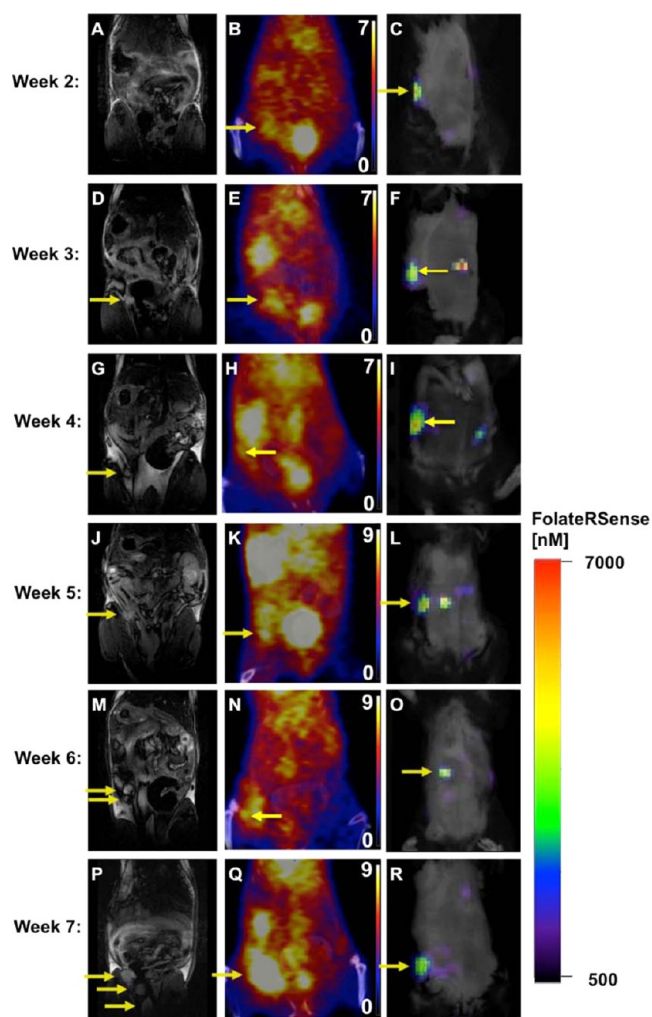 A B 7 C
Week 2:
0
D E 7 F
Week 3:
0
G H 7 I
Week 4:
0
FolateRSense
[nM]
J K 9 L
7000
Week 5:
0
M N 9 O
Week 6:
0
P Q 9 R
Week 7:
500
0